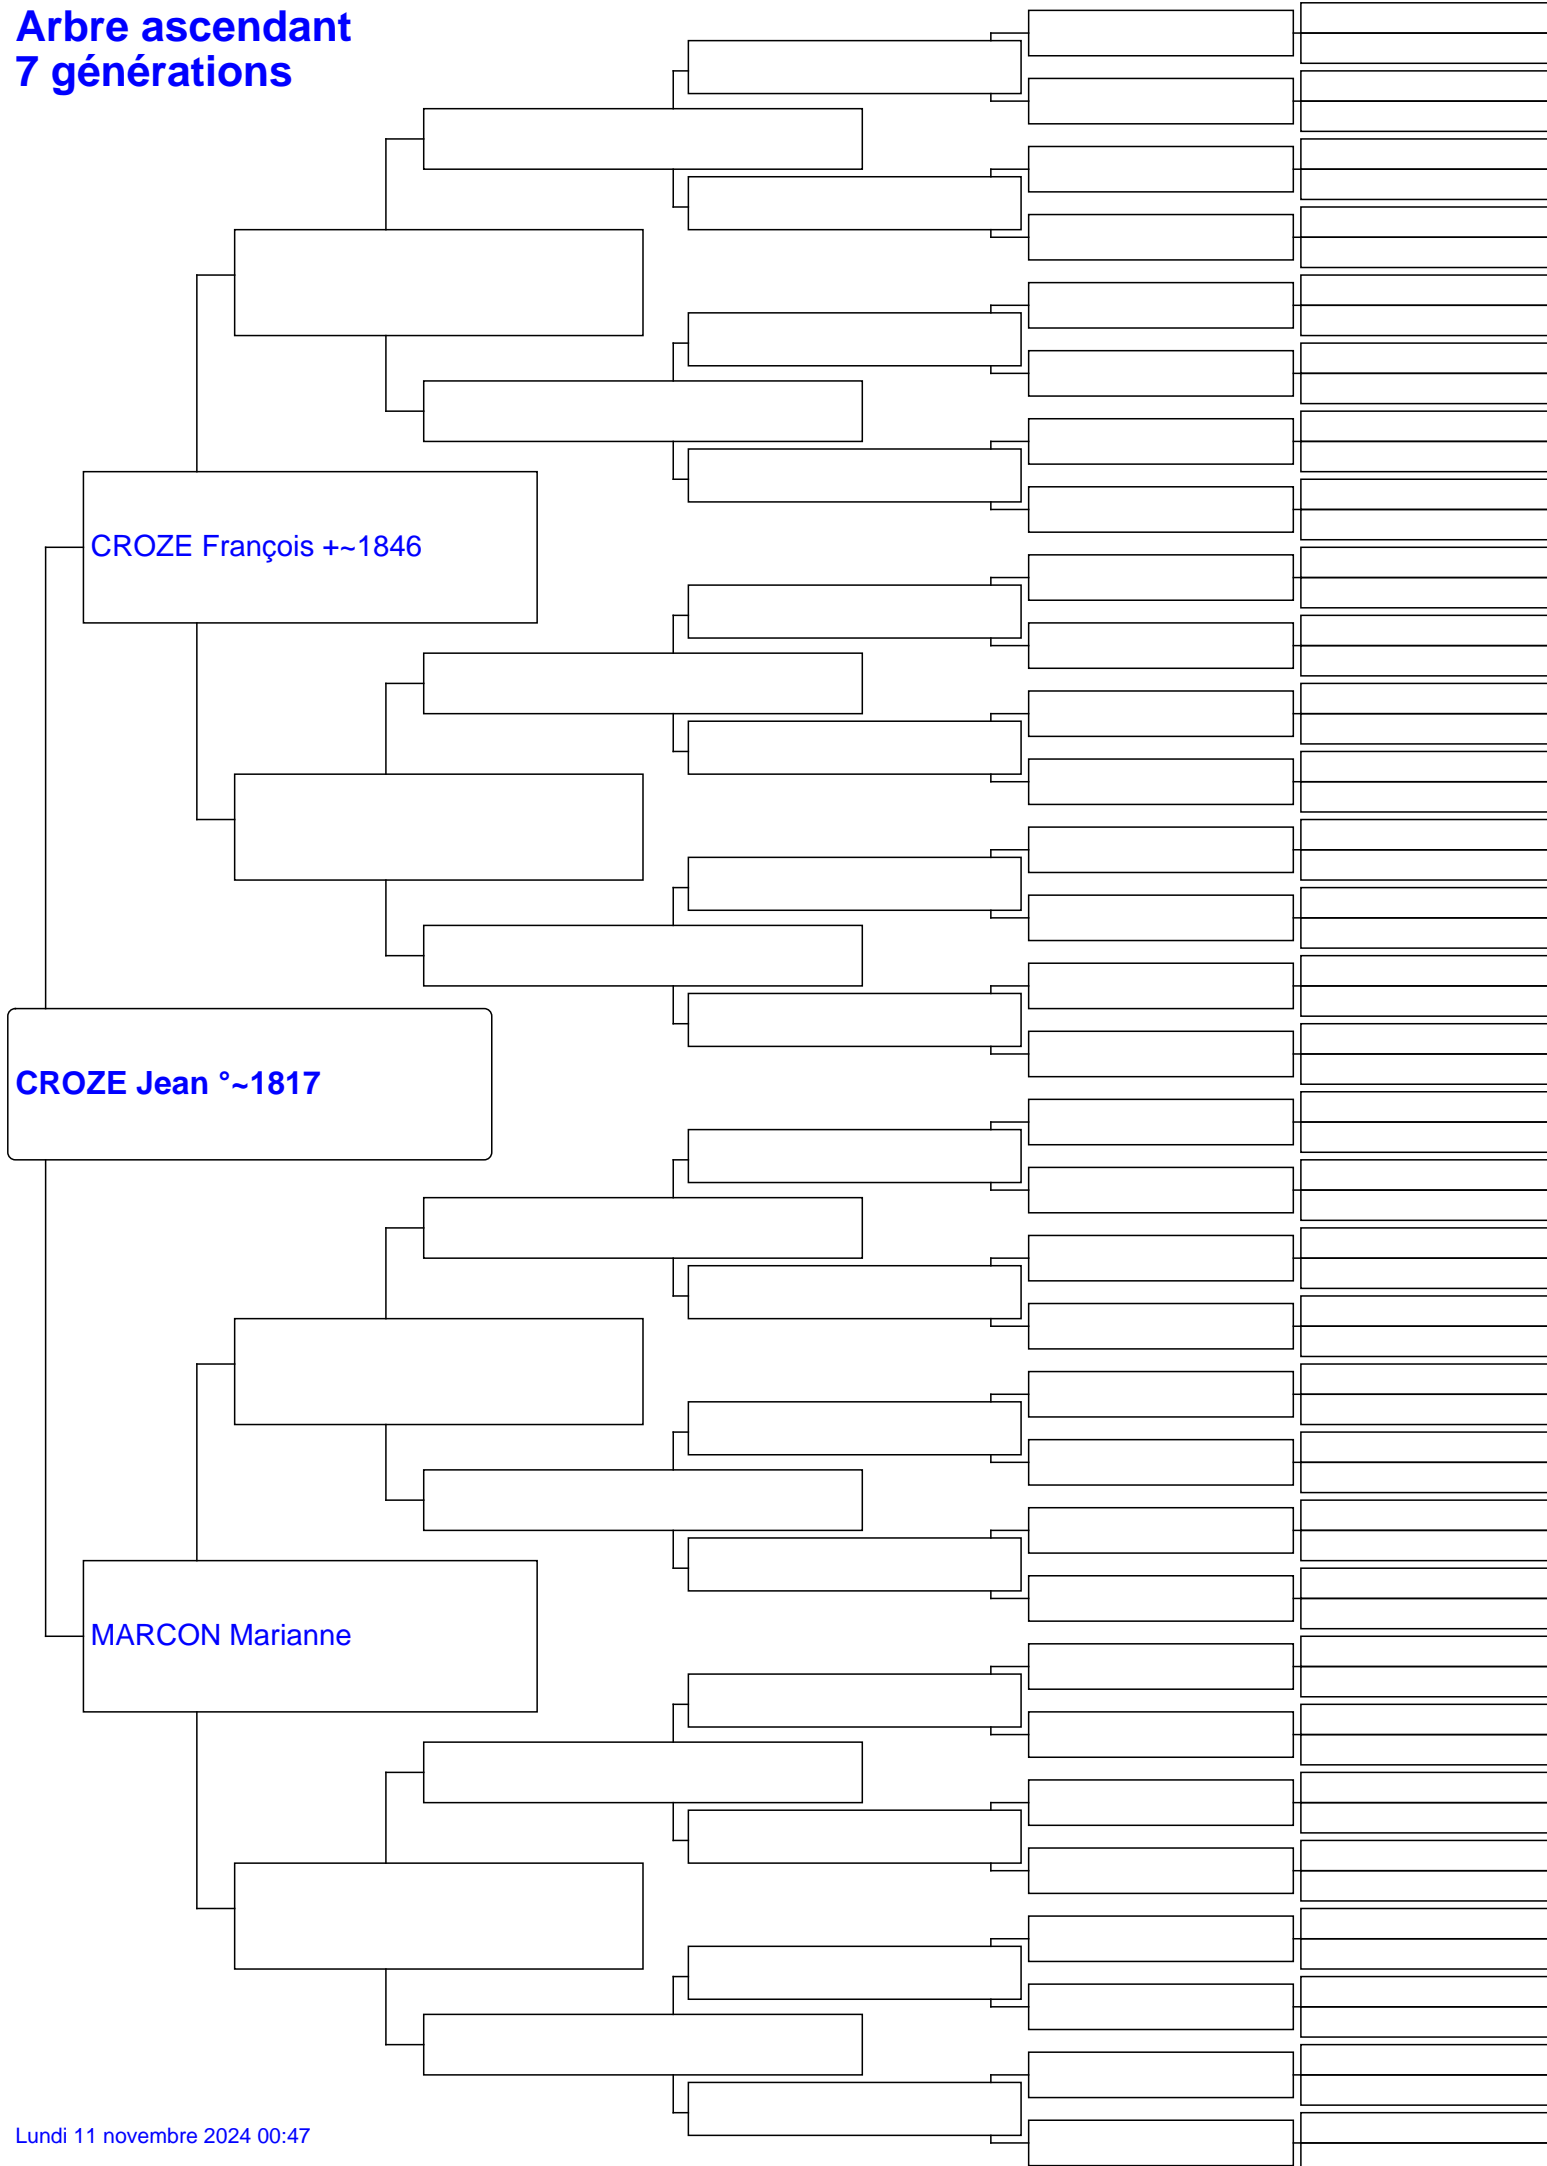 Arbre ascendant
7 générations
CROZE François +~1846
CROZE Jean °~1817
MARCON Marianne
Lundi 11 novembre 2024 00:47